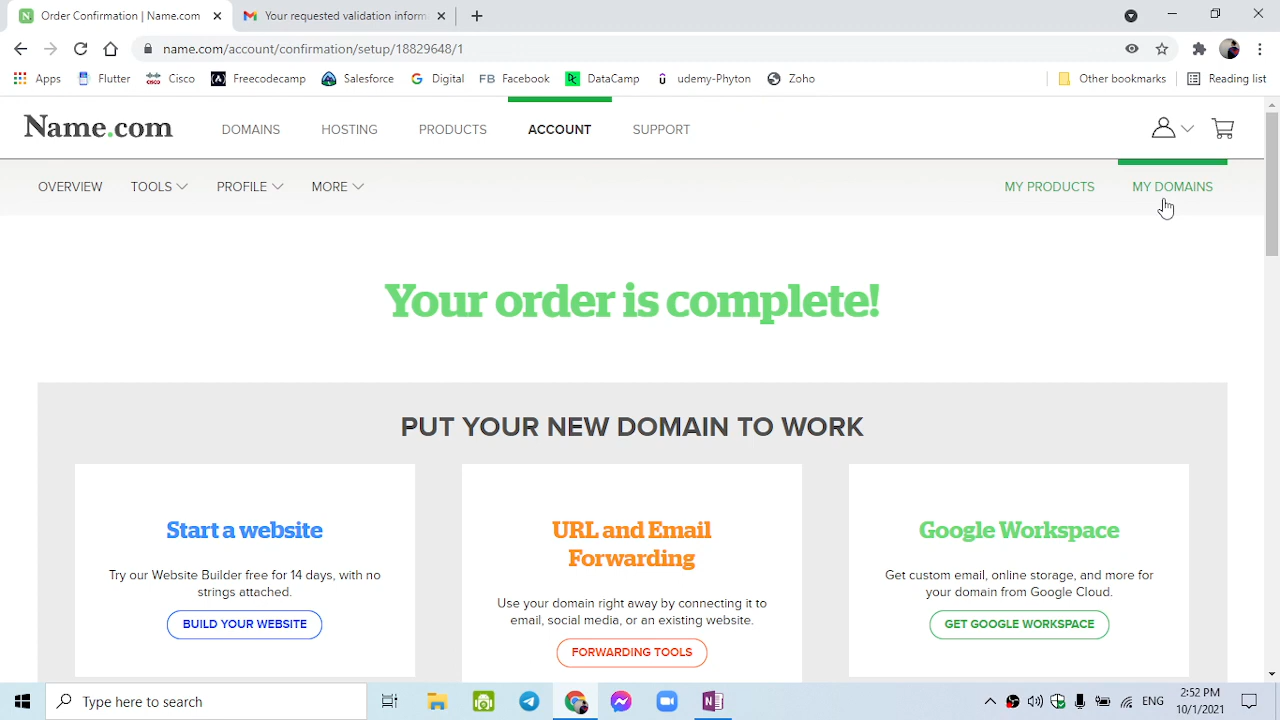 Order Confirmation | Name.com
Your requested validation inform
name.com/account/confirmation/setup/18829648/1
Apps
Flutter
Cisco
Freecodecamp
Salesforce
Digital
FB Facebook
DataCamp
udemy-Phyton
Zoho
Other bookmarks
Reading list
Name.com
DOMAINS
HOSTING
PRODUCTS
ACCOUNT
SUPPORT
OVERVIEW
TOOLS
PROFILE
MORE
MY PRODUCTS
MY DOMAINS
Your order is complete!
PUT YOUR NEW DOMAIN TO WORK
Start a website
Try our Website Builder free for 14 days, with no
strings attached.
BUILD YOUR WEBSITE
URL and Email
Forwarding
Use your domain right away by connecting it to
email, social media, or an existing website.
FORWARDING TOOLS
Google Workspace
Get custom email, online storage, and more for
your domain from Google Cloud.
GET GOOGLE WORKSPACE
Type here to search
ENG
2:52 PM
10/1/2021